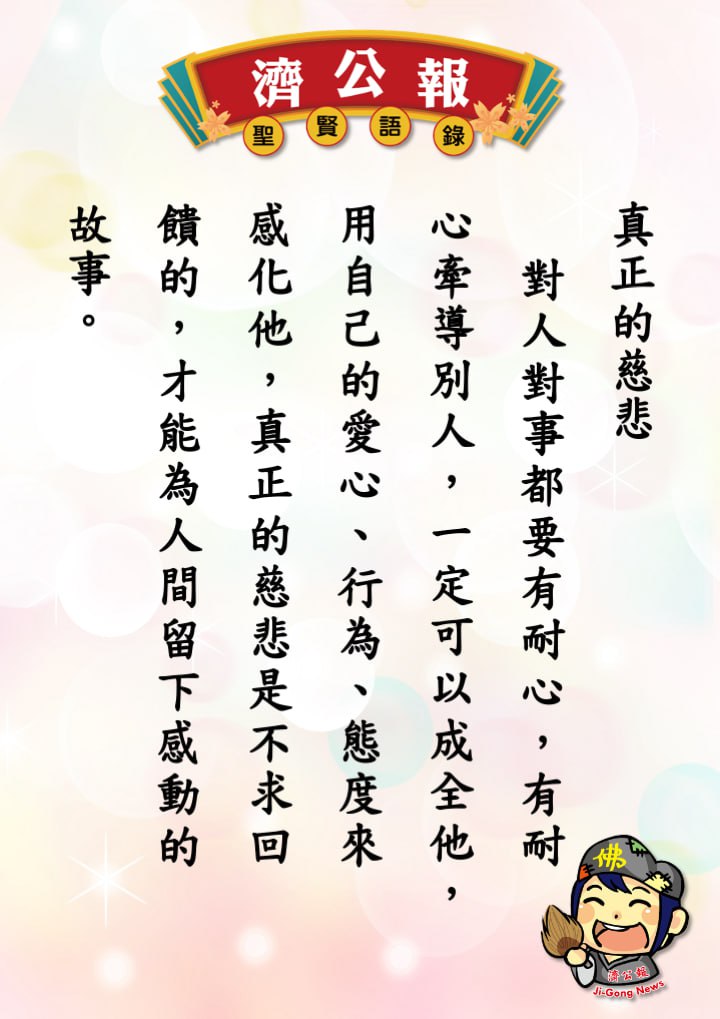 濟公報
聖賢語錄
真正的慈悲
對人對事都要有耐心，有耐
心牽導別人，一定可以成全他，
用自己的愛心、行為、態度來
感化他，真正的慈悲是不求回
饋的，才能為人間留下感動的
故事。
佛
濟公報
Ji-Gong News